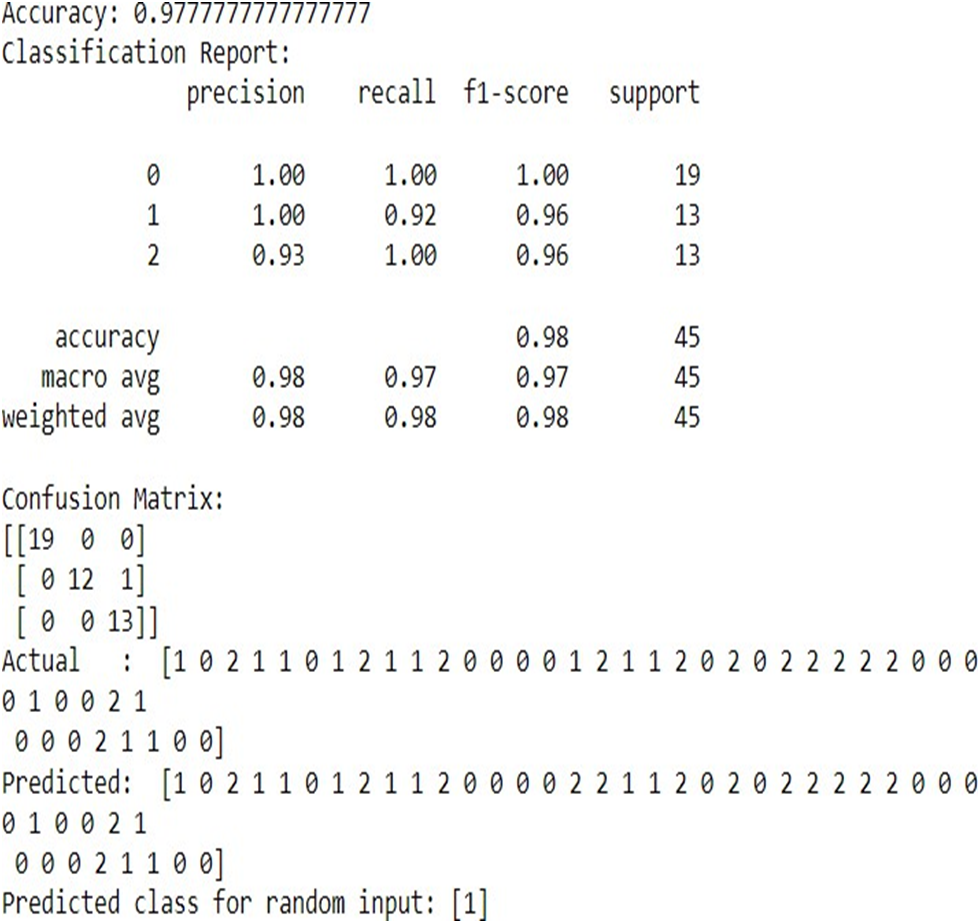 Accuracy: 0.9777777777777777
Classification Report:
precision recall f1-score support
0 1.00 1.00 1.00 19
1 1.00 0.92 0.96 13
2 0.93 1.00 0.96 13
accuracy 0.98 45
macro avg 0.98 0.97 0.97 45
weighted avg 0.98 0.98 0.98 45
Confusion Matrix:
[[19 0 0]
[ 0 12 1]
[ 0 0 13]]
Actual : [1 0 2 1 1 0 1 2 1 1 2 0 0 0 0 1 2 1 1 2 0 2 0 2 2 2 2 2 0 0 0
0 1 0 0 2 1
0 0 0 2 1 1 0 0]
Predicted: [1 0 2 1 1 0 1 2 1 1 2 0 0 0 0 2 2 1 1 2 0 2 0 2 2 2 2 2 0 0 0
0 1 0 0 2 1
0 0 0 2 1 1 0 0]
Predicted class for random input: [1]